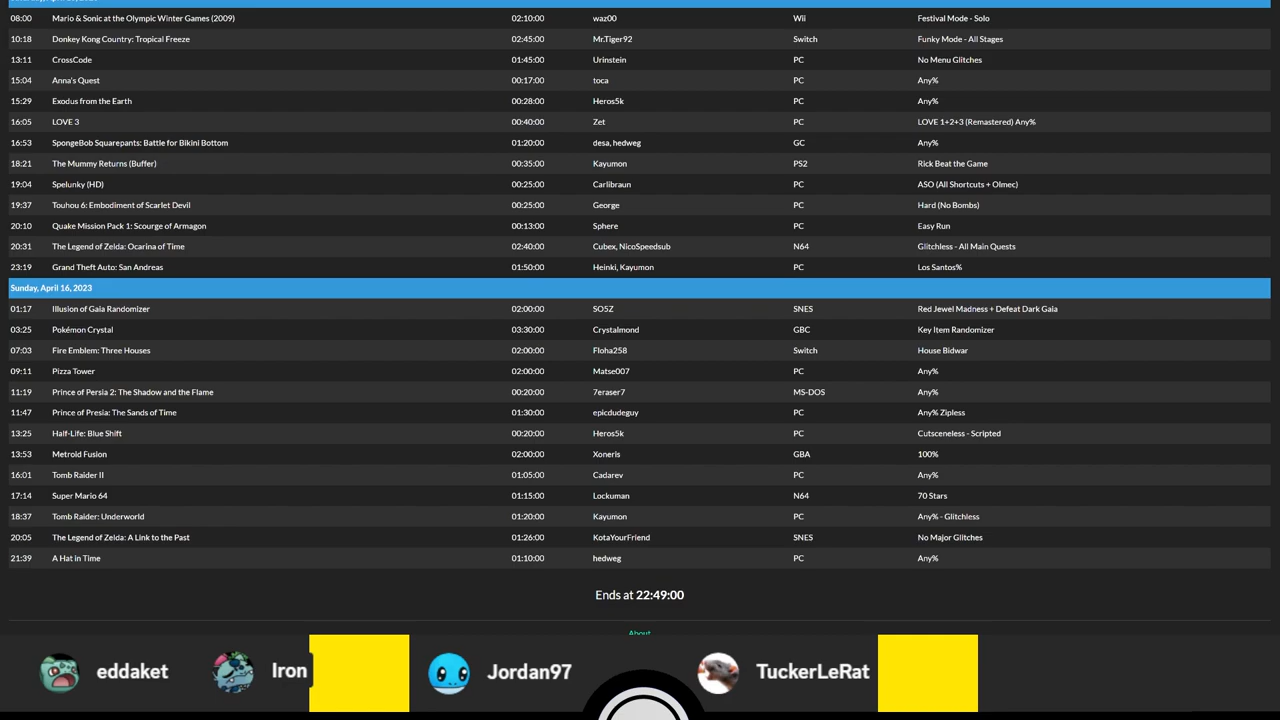 08:00 Mario & Sonic at the Olympic Winter Games (2009) 02:10:00 waz00 Wii Festival Mode - Solo
10:18 Donkey Kong Country: Tropical Freeze 02:45:00 Mr.Tiger92 Switch Funky Mode - All Stages
13:11 CrossCode 01:45:00 Urinstein PC No Menu Glitches
15:04 Anna's Quest 00:17:00 toca PC Any%
15:29 Exodus from the Earth 00:28:00 Heros5k PC Any%
16:05 LOVE 3 00:40:00 Zet PC LOVE 1+2+3 (Remastered) Any%
16:53 SpongeBob Squarepants: Battle for Bikini Bottom 01:20:00 desa, hedweg GC Any%
18:21 The Mummy Returns (Buffer) 00:35:00 Kayumon PS2 Rick Beat the Game
19:04 Spelunky (HD) 00:25:00 Carlibraun PC ASO (All Shortcuts + Olmec)
19:37 Touhou 6: Embodiment of Scarlet Devil 00:25:00 George PC Hard (No Bombs)
20:10 Quake Mission Pack 1: Scourge of Armagon 00:13:00 Sphere PC Easy Run
20:31 The Legend of Zelda: Ocarina of Time 02:40:00 Cubex, NicoSpeedsub N64 Glitchless - All Main Quests
23:19 Grand Theft Auto: San Andreas 01:50:00 Heinki, Kayumon PC Los Santos%
Sunday, April 16, 2023
01:17 Illusion of Gaia Randomizer 02:00:00 SO5Z SNES Red Jewel Madness + Defeat Dark Gaia
03:25 Pokémon Crystal 03:30:00 Crystalmond GBC Key Item Randomizer
07:03 Fire Emblem: Three Houses 02:00:00 Floha258 Switch House Bidwar
09:11 Pizza Tower 02:00:00 Matse007 PC Any%
11:19 Prince of Persia 2: The Shadow and the Flame 00:20:00 7eraser7 MS-DOS Any%
11:47 Prince of Presia: The Sands of Time 01:30:00 epicdudeguy PC Any% Zipless
13:25 Half-Life: Blue Shift 00:20:00 Heros5k PC Cutsceneless - Scripted
13:53 Metroid Fusion 02:00:00 Xoneris GBA 100%
16:01 Tomb Raider II 01:05:00 Cadarev PC Any%
17:14 Super Mario 64 01:15:00 Lockuman N64 70 Stars
18:37 Tomb Raider: Underworld 01:20:00 Kayumon PC Any% - Glitchless
20:05 The Legend of Zelda: A Link to the Past 01:26:00 KotaYourFriend SNES No Major Glitches
21:39 A Hat in Time 01:10:00 hedweg PC Any%
Ends at 22:49:00
About
eddaket Iron Jordan97 TuckerLeRat